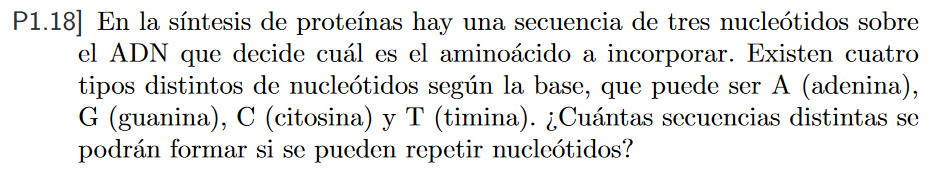 P1.18] En la síntesis de proteínas hay una secuencia de tres nucleótidos sobre
el ADN que decide cuál es el aminoácido a incorporar. Existen cuatro
tipos distintos de nucleótidos según la base, que puede ser A (adenina),
G (guanina), C (citosina) y T (timina). ¿Cuántas secuencias distintas se
podrán formar si se pueden repetir nucleótidos?